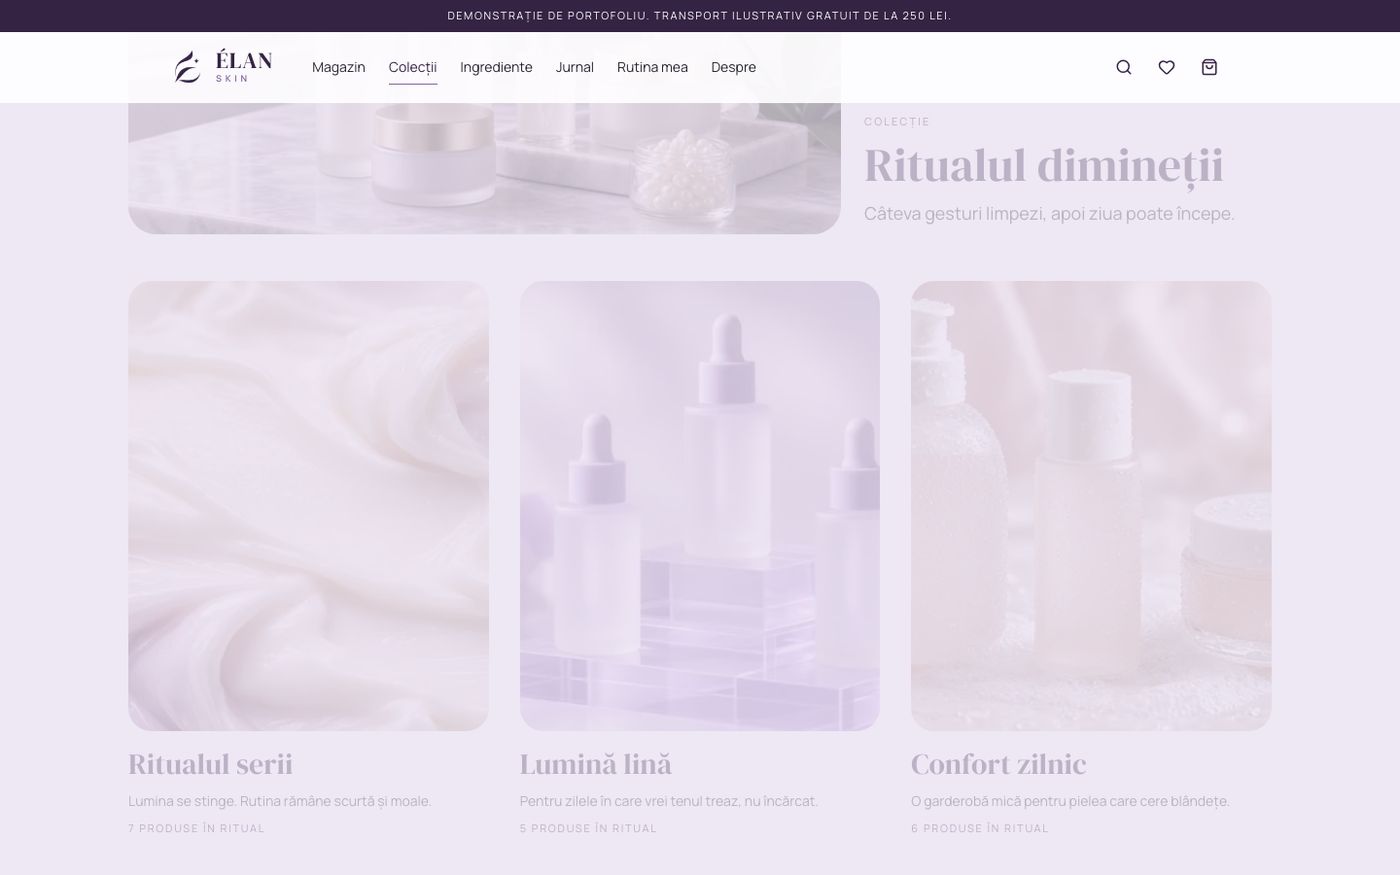 DEMONSTRAȚIE DE PORTOFOLIU. TRANSPORT ILUSTRATIV GRATUIT DE LA 250 LEI.
ÉLAN
SKIN
Magazin
Colecții
Ingrediente
Jurnal
Rutina mea
Despre
COLECȚIE
Ritualul dimineții
Câteva gesturi limpezi, apoi ziua poate începe.
Ritualul serii
Lumina se stinge. Rutina rămâne scurtă și moale.
7 PRODUSE ÎN RITUAL
Lumină lină
Pentru zilele în care vrei tenul treaz, nu încărcat.
5 PRODUSE ÎN RITUAL
Confort zilnic
O garderobă mică pentru pielea care cere blândețe.
6 PRODUSE ÎN RITUAL